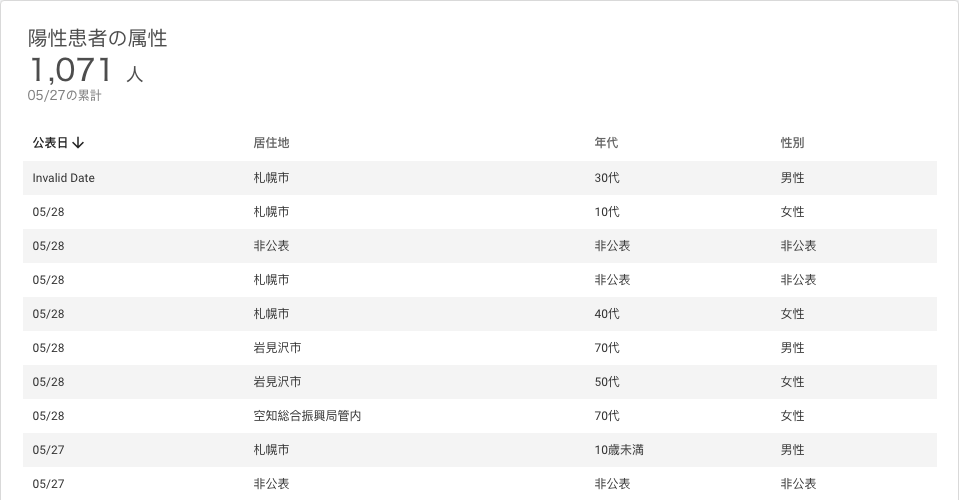 陽性患者の属性
1,071 人
05/27の累計
公表日↓ 居住地 年代 性別
Invalid Date 札幌市 30代 男性
05/28 札幌市 10代 女性
05/28 非公表 非公表 非公表
05/28 札幌市 非公表 非公表
05/28 札幌市 40代 女性
05/28 岩見沢市 70代 男性
05/28 岩見沢市 50代 女性
05/28 空知総合振興局管内 70代 女性
05/27 札幌市 10歳未満 男性
05/27 非公表 非公表 非公表